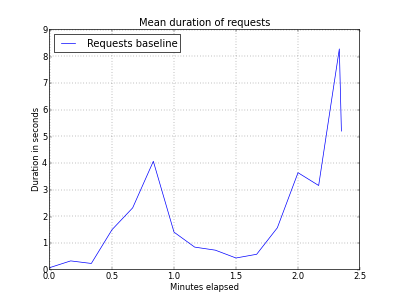 Mean duration of requests
9
Requests baseline
8
7
6
5
4
3
2
1
0
Duration in seconds
0.0 0.5 1.0 1.5 2.0 2.5
Minutes elapsed